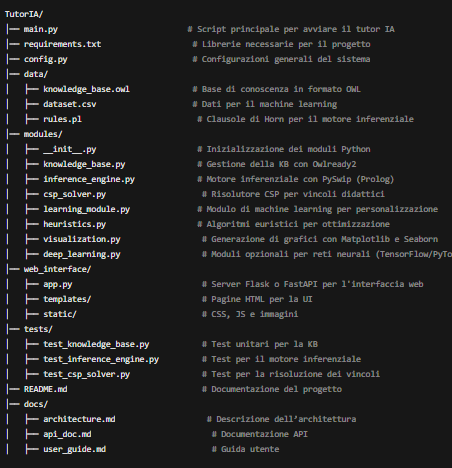 TutorIA/
├── main.py # Script principale per avviare il tutor IA
├── requirements.txt # Librerie necessarie per il progetto
├── config.py # Configurazioni generali del sistema
├── data/
│ ├── knowledge_base.owl # Base di conoscenza in formato OWL
│ ├── dataset.csv # Dati per il machine learning
│ ├── rules.pl # Clausole di Horn per il motore inferenziale
├── modules/
│ ├── __init__.py # Inizializzazione dei moduli Python
│ ├── knowledge_base.py # Gestione della KB con Owlready2
│ ├── inference_engine.py # Motore inferenziale con PySwip (Prolog)
│ ├── csp_solver.py # Risolutore CSP per vincoli didattici
│ ├── learning_module.py # Modulo di machine learning per personalizzazione
│ ├── heuristics.py # Algoritmi euristici per ottimizzazione
│ ├── visualization.py # Generazione di grafici con Matplotlib e Seaborn
│ ├── deep_learning.py # Moduli opzionali per reti neurali (TensorFlow/PyTo
├── web_interface/
│ ├── app.py # Server Flask o FastAPI per l'interfaccia web
│ ├── templates/ # Pagine HTML per la UI
│ ├── static/ # CSS, JS e immagini
├── tests/
│ ├── test_knowledge_base.py # Test unitari per la KB
│ ├── test_inference_engine.py # Test per il motore inferenziale
│ ├── test_csp_solver.py # Test per la risoluzione dei vincoli
├── README.md # Documentazione del progetto
├── docs/
│ ├── architecture.md # Descrizione dell'architettura
│ ├── api_doc.md # Documentazione API
│ ├── user_guide.md # Guida utente